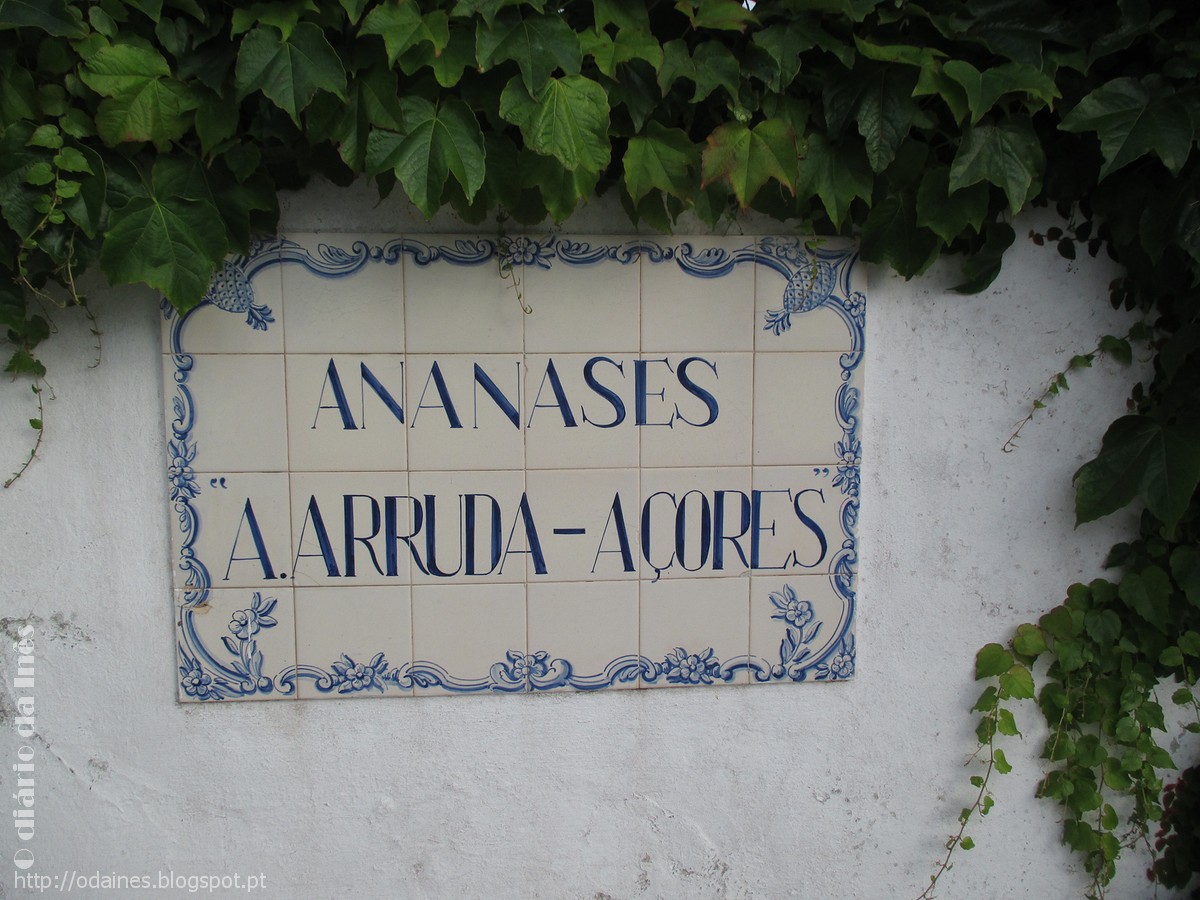 ANANASES
"A.ARRUDA-AÇORES"
O diário da Inês
http://odaines.blogspot.pt